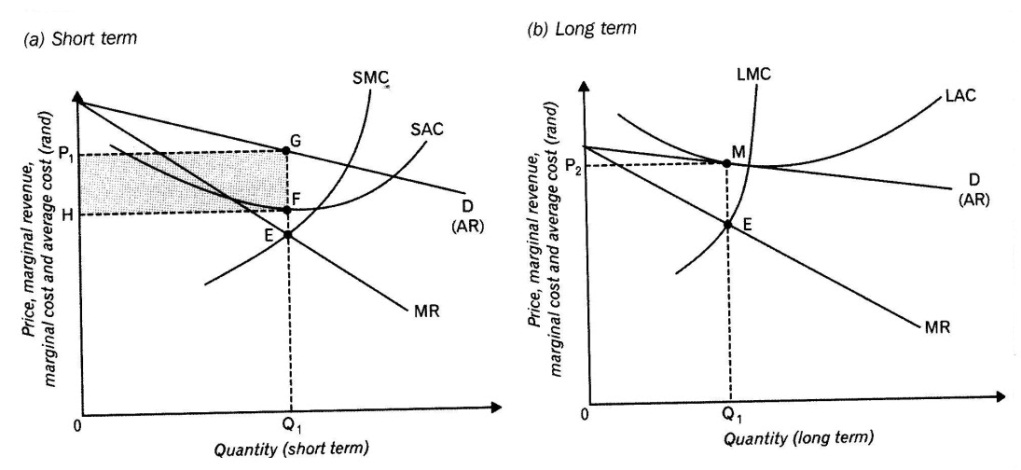 (a) Short term
Price, marginal revenue,
marginal cost and average cost (rand)
SMC
SAC
P1
G
H
F
D
(AR)
E
MR
0
Q1
Quantity (short term)
(b) Long term
Price, marginal revenue,
marginal cost and average cost (rand)
LMC
LAC
P2
M
D
(AR)
E
MR
0
Q1
Quantity (long term)